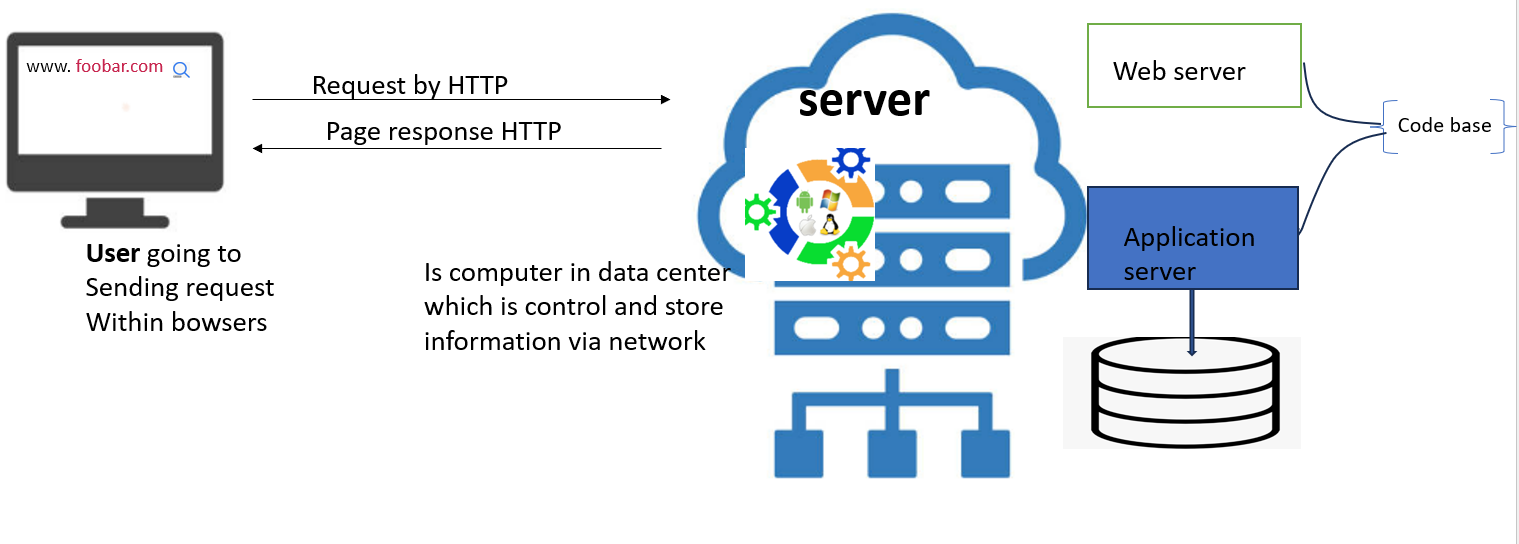 www. foobar.com
Request by HTTP
Page response HTTP
server
Web server
Code base
Application
server
User going to
Sending request
Within bowsers
Is computer in data center
which is control and store
information via network